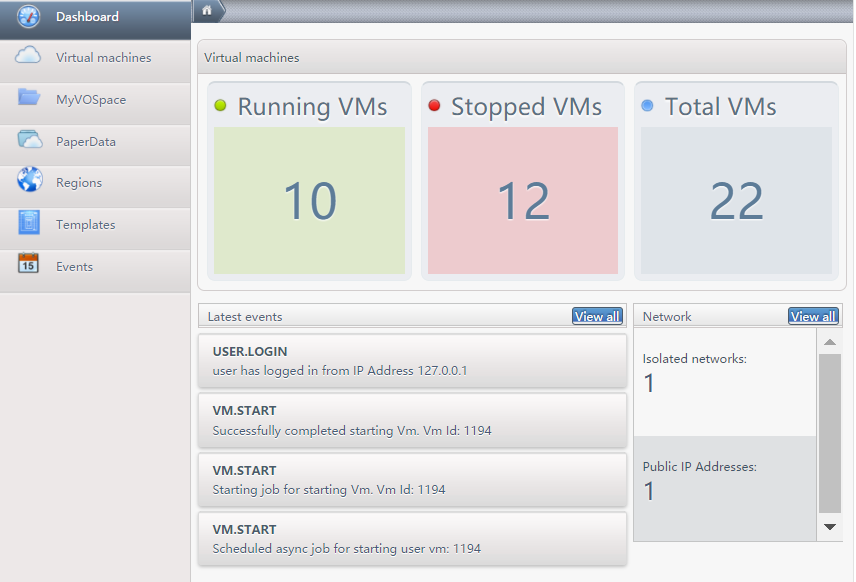 Dashboard
Virtual machines
MyVOSpace
PaperData
Regions
Templates
15
Events
Virtual machines
Running VMs
10
Stopped VMs
12
Total VMs
22
Latest events
View all
USER.LOGIN
user has logged in from IP Address 127.0.0.1
VM.START
Successfully completed starting Vm. Vm Id: 1194
VM.START
Starting job for starting Vm. Vm Id: 1194
VM.START
Scheduled async job for starting user vm: 1194
Network
View all
Isolated networks:
1
Public IP Addresses:
1